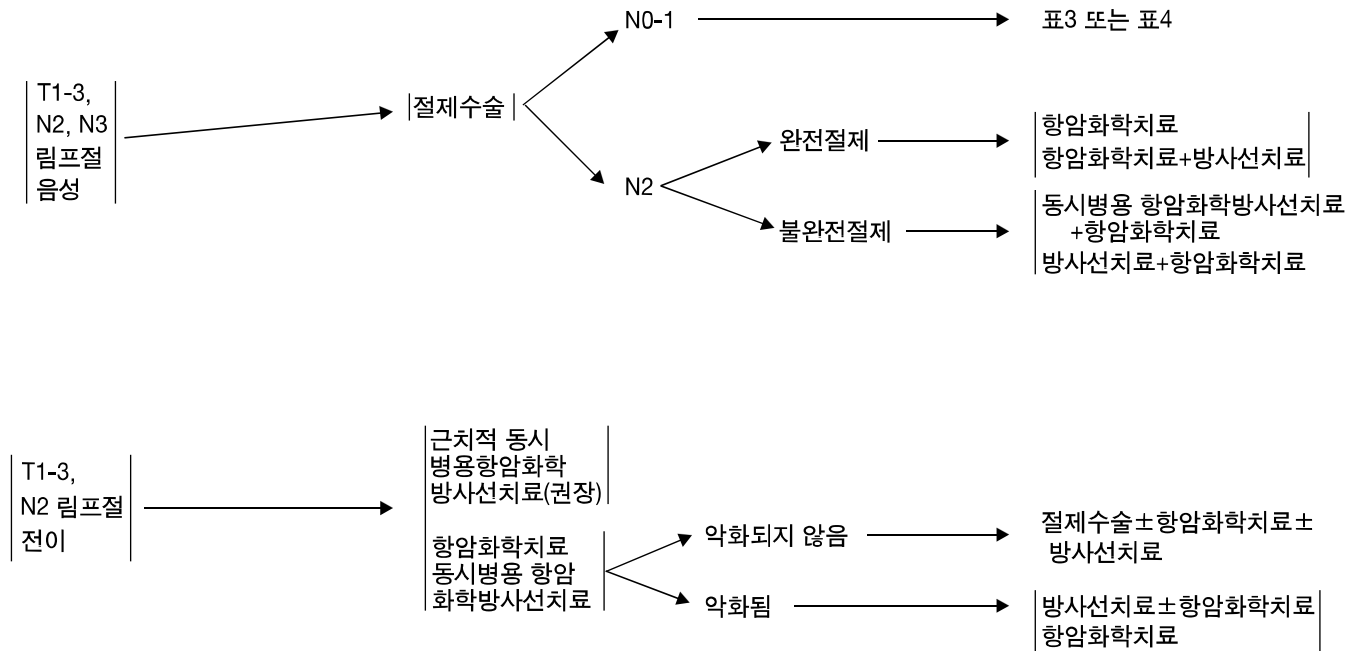 T1-3,
N2, N3
림프절
음성
절제수술
N0-1
표3 또는 표4
N2
완전절제
항암화학치료
항암화학치료+방사선치료
불완전절제
동시병용 항암화학방사선치료
+항암화학치료
방사선치료+항암화학치료
T1-3,
N2 림프절
전이
근치적 동시
병용항암화학
방사선치료(권장)
항암화학치료
동시병용 항암
화학방사선치료
악화되지 않음
절제수술±항암화학치료±
방사선치료
악화됨
방사선치료±항암화학치료
항암화학치료